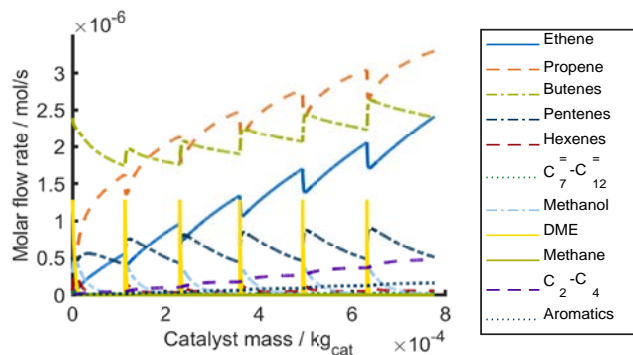 ×10⁻⁶
3.5
3
2.5
2
1.5
1
0.5
0
Molar flow rate / mol/s
0 2 4 6 8
Catalyst mass / kg_cat ×10⁻⁴
Ethene
Propene
Butenes
Pentenes
Hexenes
C₇⁼-C₁₂⁼
Methanol
DME
Methane
C₂-C₄
Aromatics